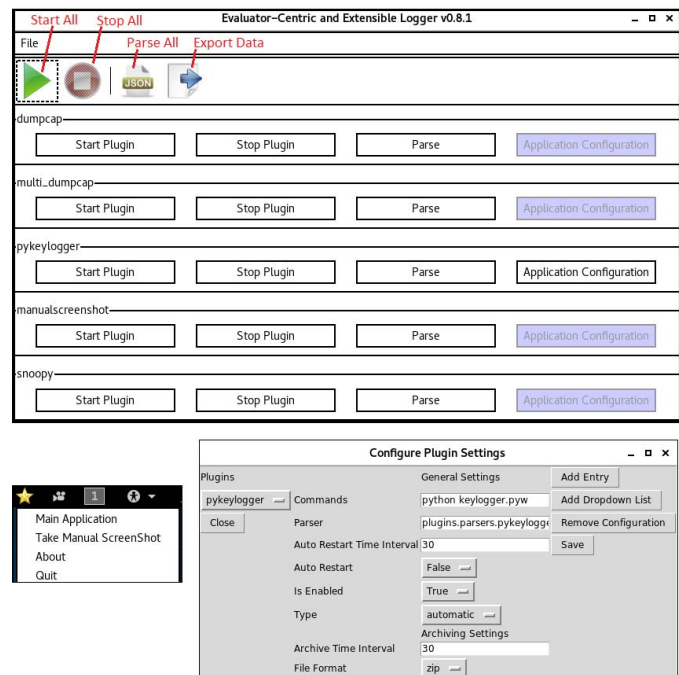 Start All Stop All Evaluator-Centric and Extensible Logger v0.8.1
File Parse All Export Data
JSON
dumpcap
Start Plugin Stop Plugin Parse Application Configuration
multi_dumpcap
Start Plugin Stop Plugin Parse Application Configuration
pykeylogger
Start Plugin Stop Plugin Parse Application Configuration
manualscreenshot
Start Plugin Stop Plugin Parse Application Configuration
snoopy
Start Plugin Stop Plugin Parse Application Configuration
1
Main Application
Take Manual ScreenShot
About
Quit
Configure Plugin Settings
Plugins General Settings Add Entry
pykeylogger Commands python keylogger.pyw Add Dropdown List
Close Parser plugins.parsers.pykeylogge Remove Configuration
Auto Restart Time Interval 30 Save
Auto Restart False
Is Enabled True
Type automatic
Archiving Settings
Archive Time Interval 30
File Format zip